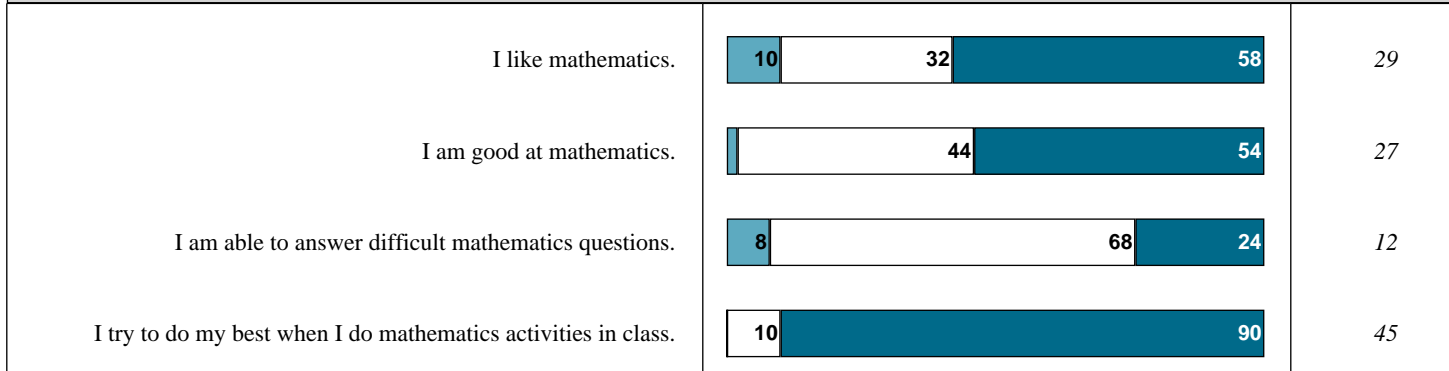 I like mathematics. 10 32 58 29
I am good at mathematics. 44 54 27
I am able to answer difficult mathematics questions. 8 68 24 12
I try to do my best when I do mathematics activities in class. 10 90 45